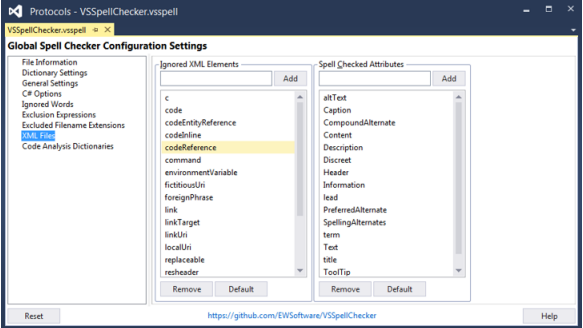 Protocols - VSSpellChecker.vsspell
VSSpellChecker.vsspell
Global Spell Checker Configuration Settings
File Information
Dictionary Settings
General Settings
C# Options
Ignored Words
Exclusion Expressions
Excluded Filename Extensions
XML Files
Code Analysis Dictionaries
Ignored XML Elements
Add
c
code
codeEntityReference
codeInline
codeReference
command
environmentVariable
fictitiousUri
foreignPhrase
link
linkTarget
linkUri
localUri
replaceable
resheader
Remove Default
Spell Checked Attributes
Add
altText
Caption
CompoundAlternate
Content
Description
Discreet
Header
Information
lead
PreferredAlternate
SpellingAlternates
term
Text
title
ToolTip
Remove Default
Reset https://github.com/EWSoftware/VSSpellChecker Help